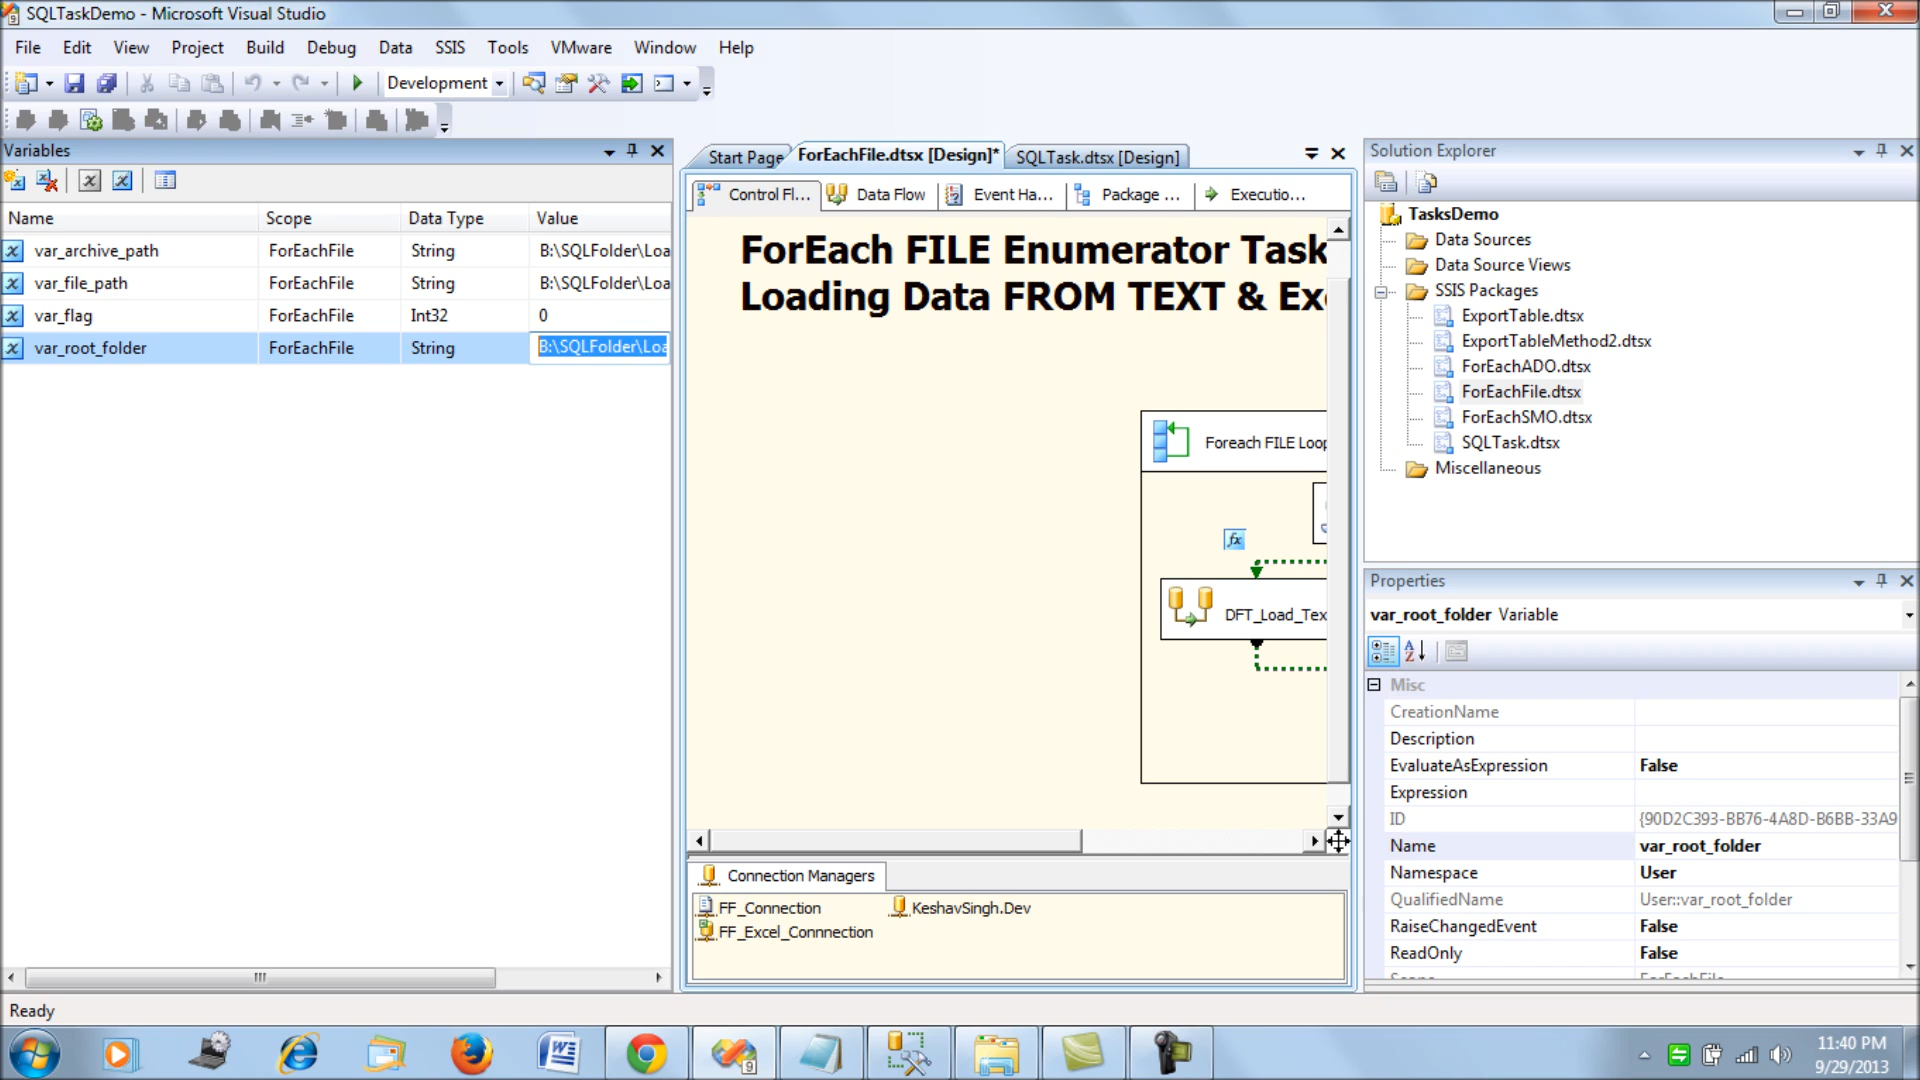 SQLTaskDemo - Microsoft Visual Studio
File Edit View Project Build Debug Data SSIS Tools VMware Window Help
Development
Variables
Name Scope Data Type Value
var_archive_path ForEachFile String B:\SQLFolder\Loa
var_file_path ForEachFile String B:\SQLFolder\Loa
var_flag ForEachFile Int32 0
var_root_folder ForEachFile String B:\SQLFolder\Loa
Start Page ForEachFile.dtsx [Design]* SQLTask.dtsx [Design]
Control Fl... Data Flow Event Ha... Package ... Executio...
ForEach FILE Enumerator Task
Loading Data FROM TEXT & Ex
Foreach FILE Loop
fx
DFT_Load_Tex
Connection Managers
FF_Connection KeshavSingh.Dev
FF_Excel_Connnection
Solution Explorer
TasksDemo
Data Sources
Data Source Views
SSIS Packages
ExportTable.dtsx
ExportTableMethod2.dtsx
ForEachADO.dtsx
ForEachFile.dtsx
ForEachSMO.dtsx
SQLTask.dtsx
Miscellaneous
Properties
var_root_folder Variable
Misc
CreationName
Description
EvaluateAsExpression False
Expression
ID {90D2C393-BB76-4A8D-B6BB-33A9
Name var_root_folder
Namespace User
QualifiedName User::var_root_folder
RaiseChangedEvent False
ReadOnly False
Scope ForEachFile
Ready
11:40 PM
9/29/2013